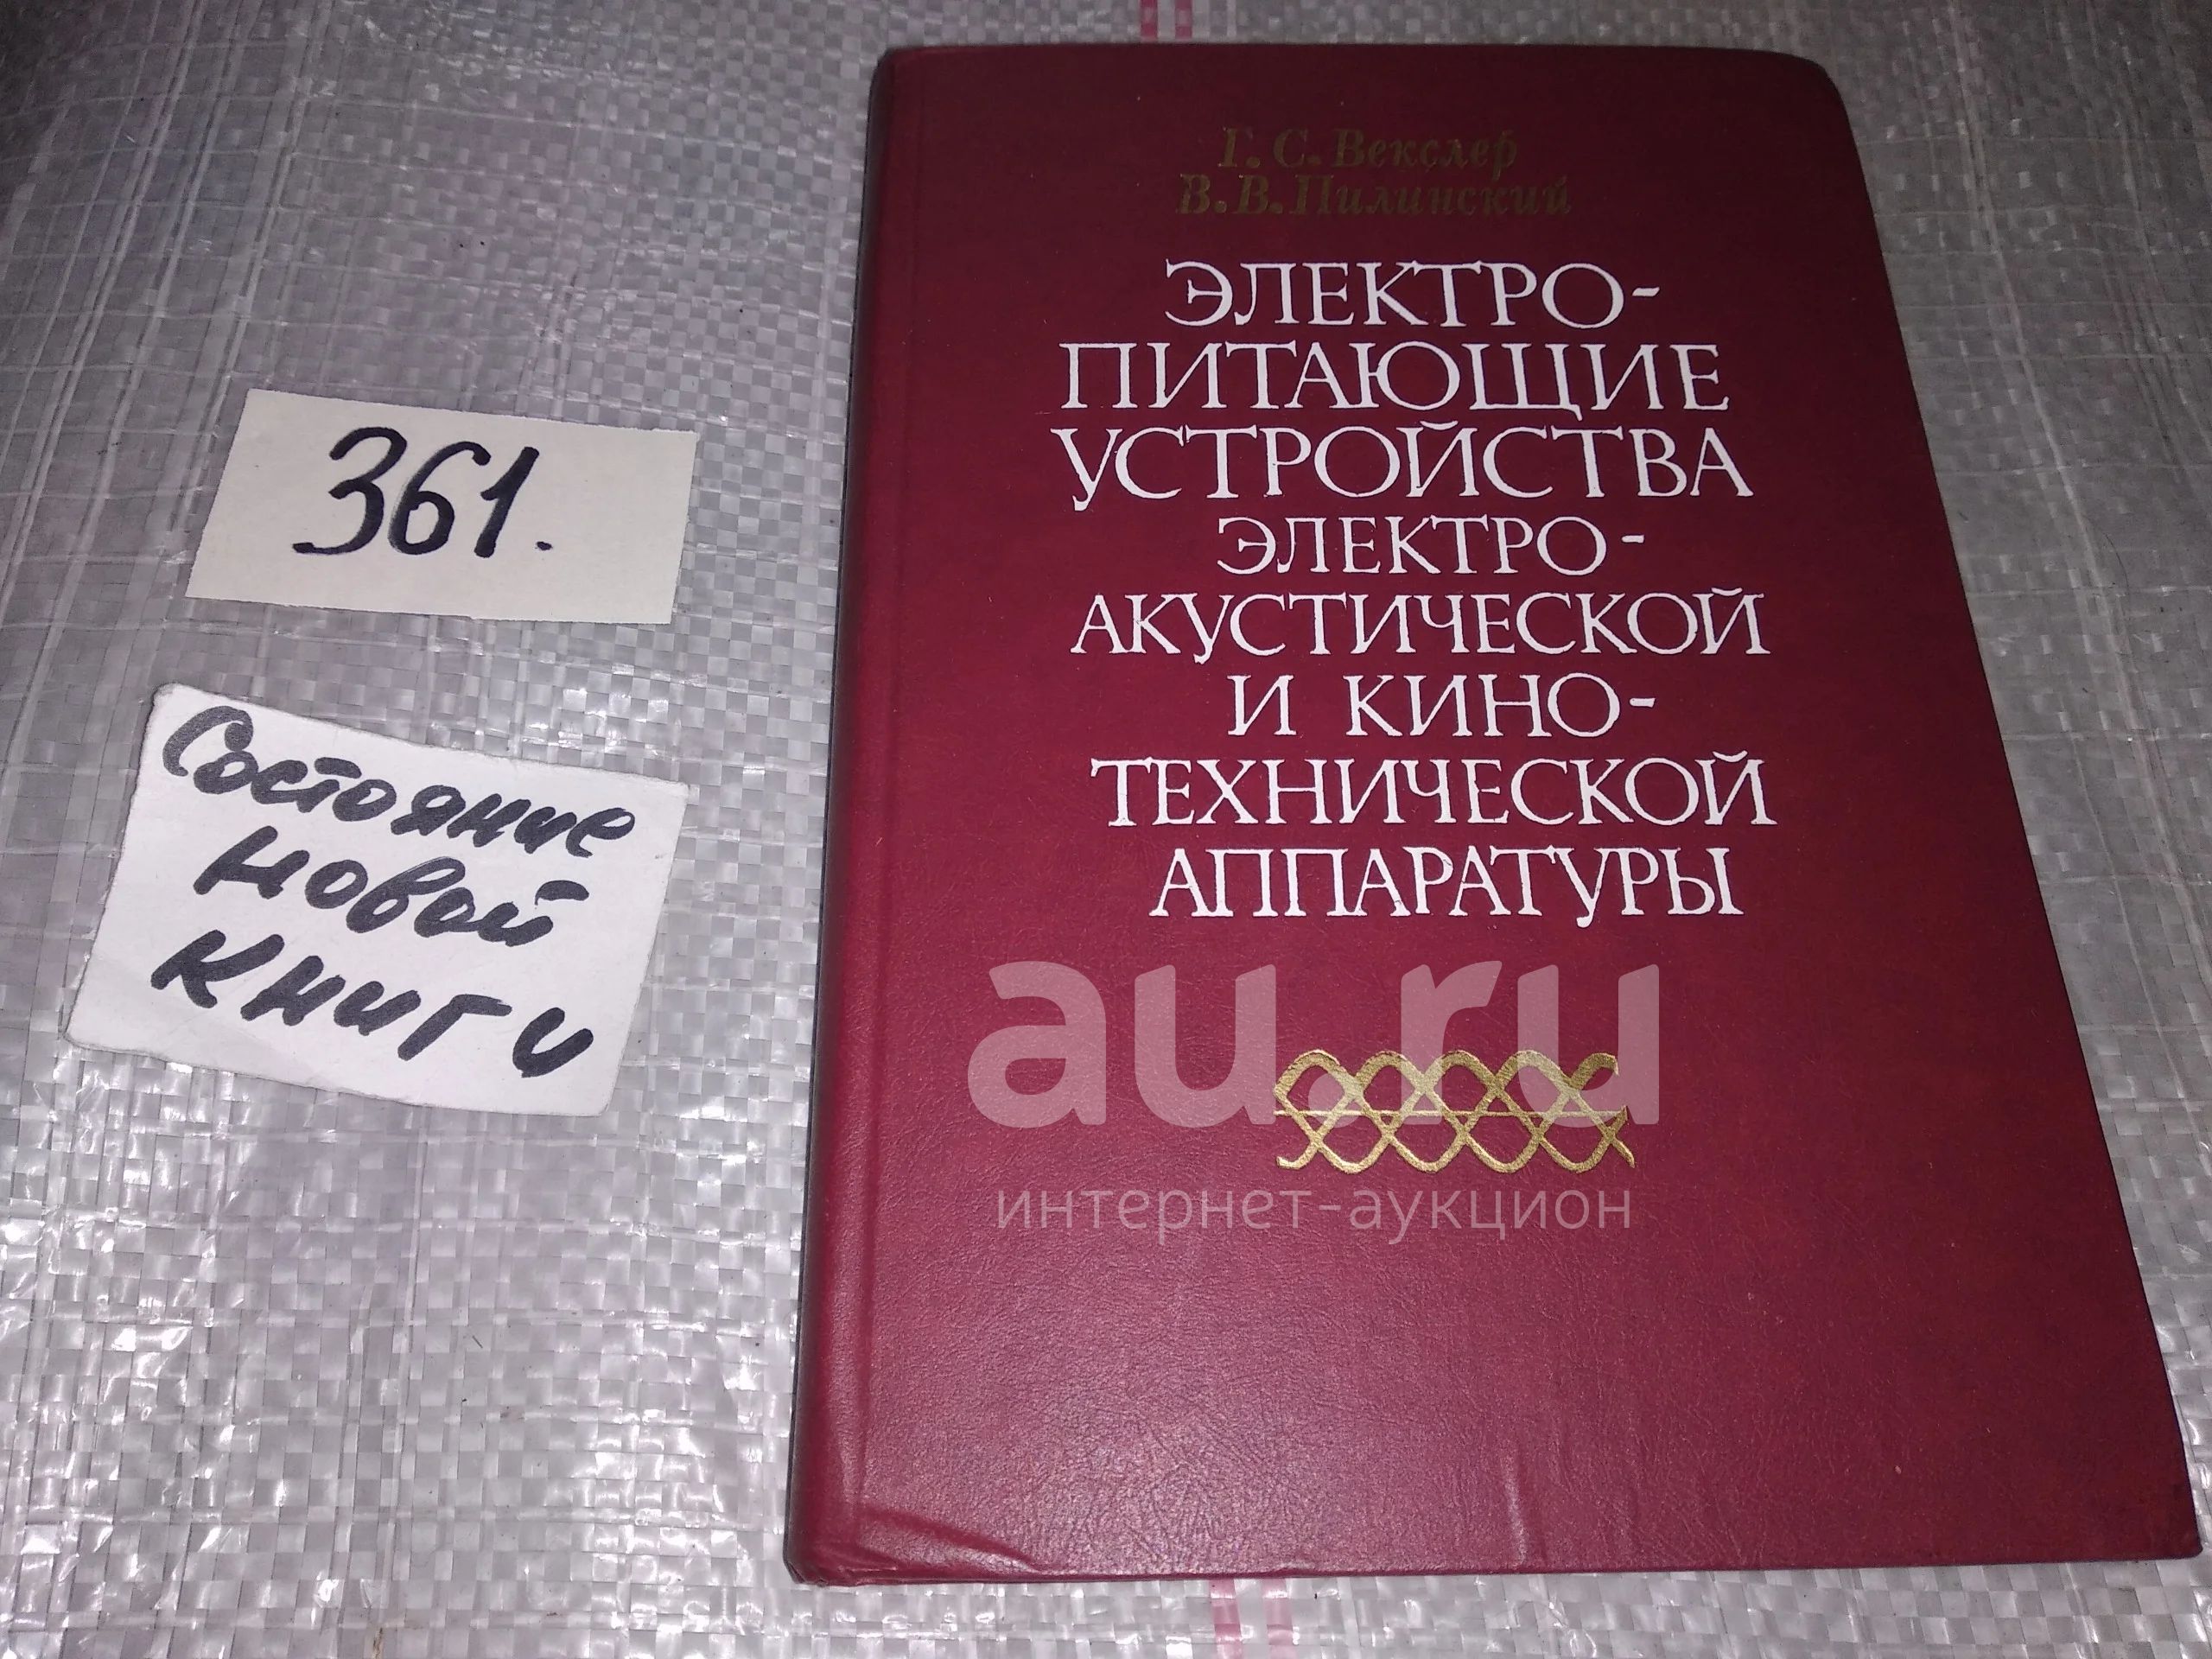 361.
Состояние
новой
книги
Г. С. Векслер
В. В. Пилинский
ЭЛЕКТРО-
ПИТАЮЩИЕ
УСТРОЙСТВА
ЭЛЕКТРО-
АКУСТИЧЕСКОЙ
И КИНО-
ТЕХНИЧЕСКОЙ
АППАРАТУРЫ
au.ru
интернет-аукцион